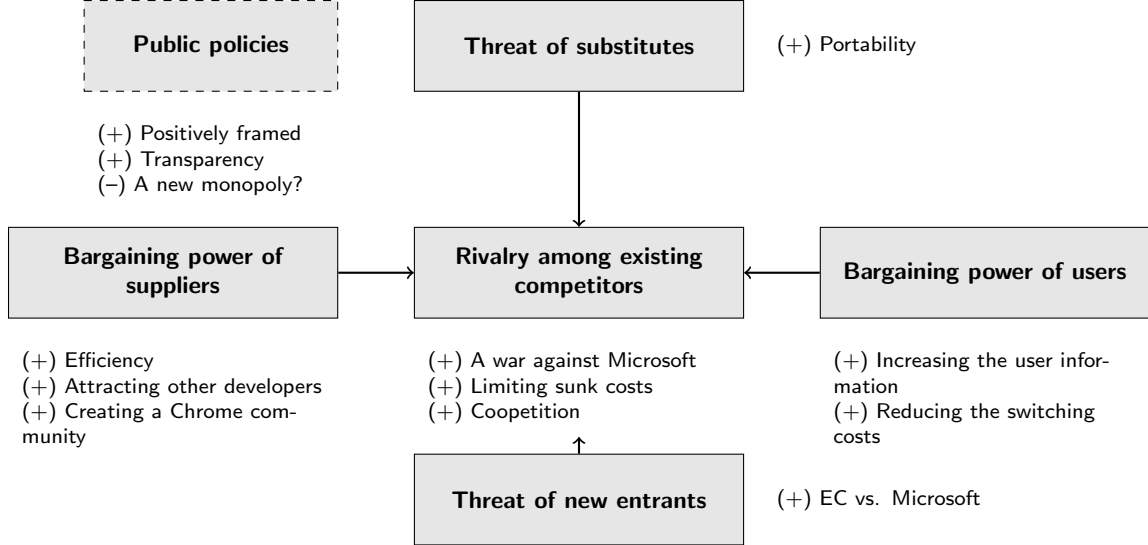 Public policies
Threat of substitutes
(+) Portability
(+) Positively framed
(+) Transparency
(–) A new monopoly?
Bargaining power of
suppliers
Rivalry among existing
competitors
Bargaining power of users
(+) Efficiency
(+) Attracting other developers
(+) Creating a Chrome com-
munity
(+) A war against Microsoft
(+) Limiting sunk costs
(+) Coopetition
(+) Increasing the user infor-
mation
(+) Reducing the switching
costs
Threat of new entrants
(+) EC vs. Microsoft